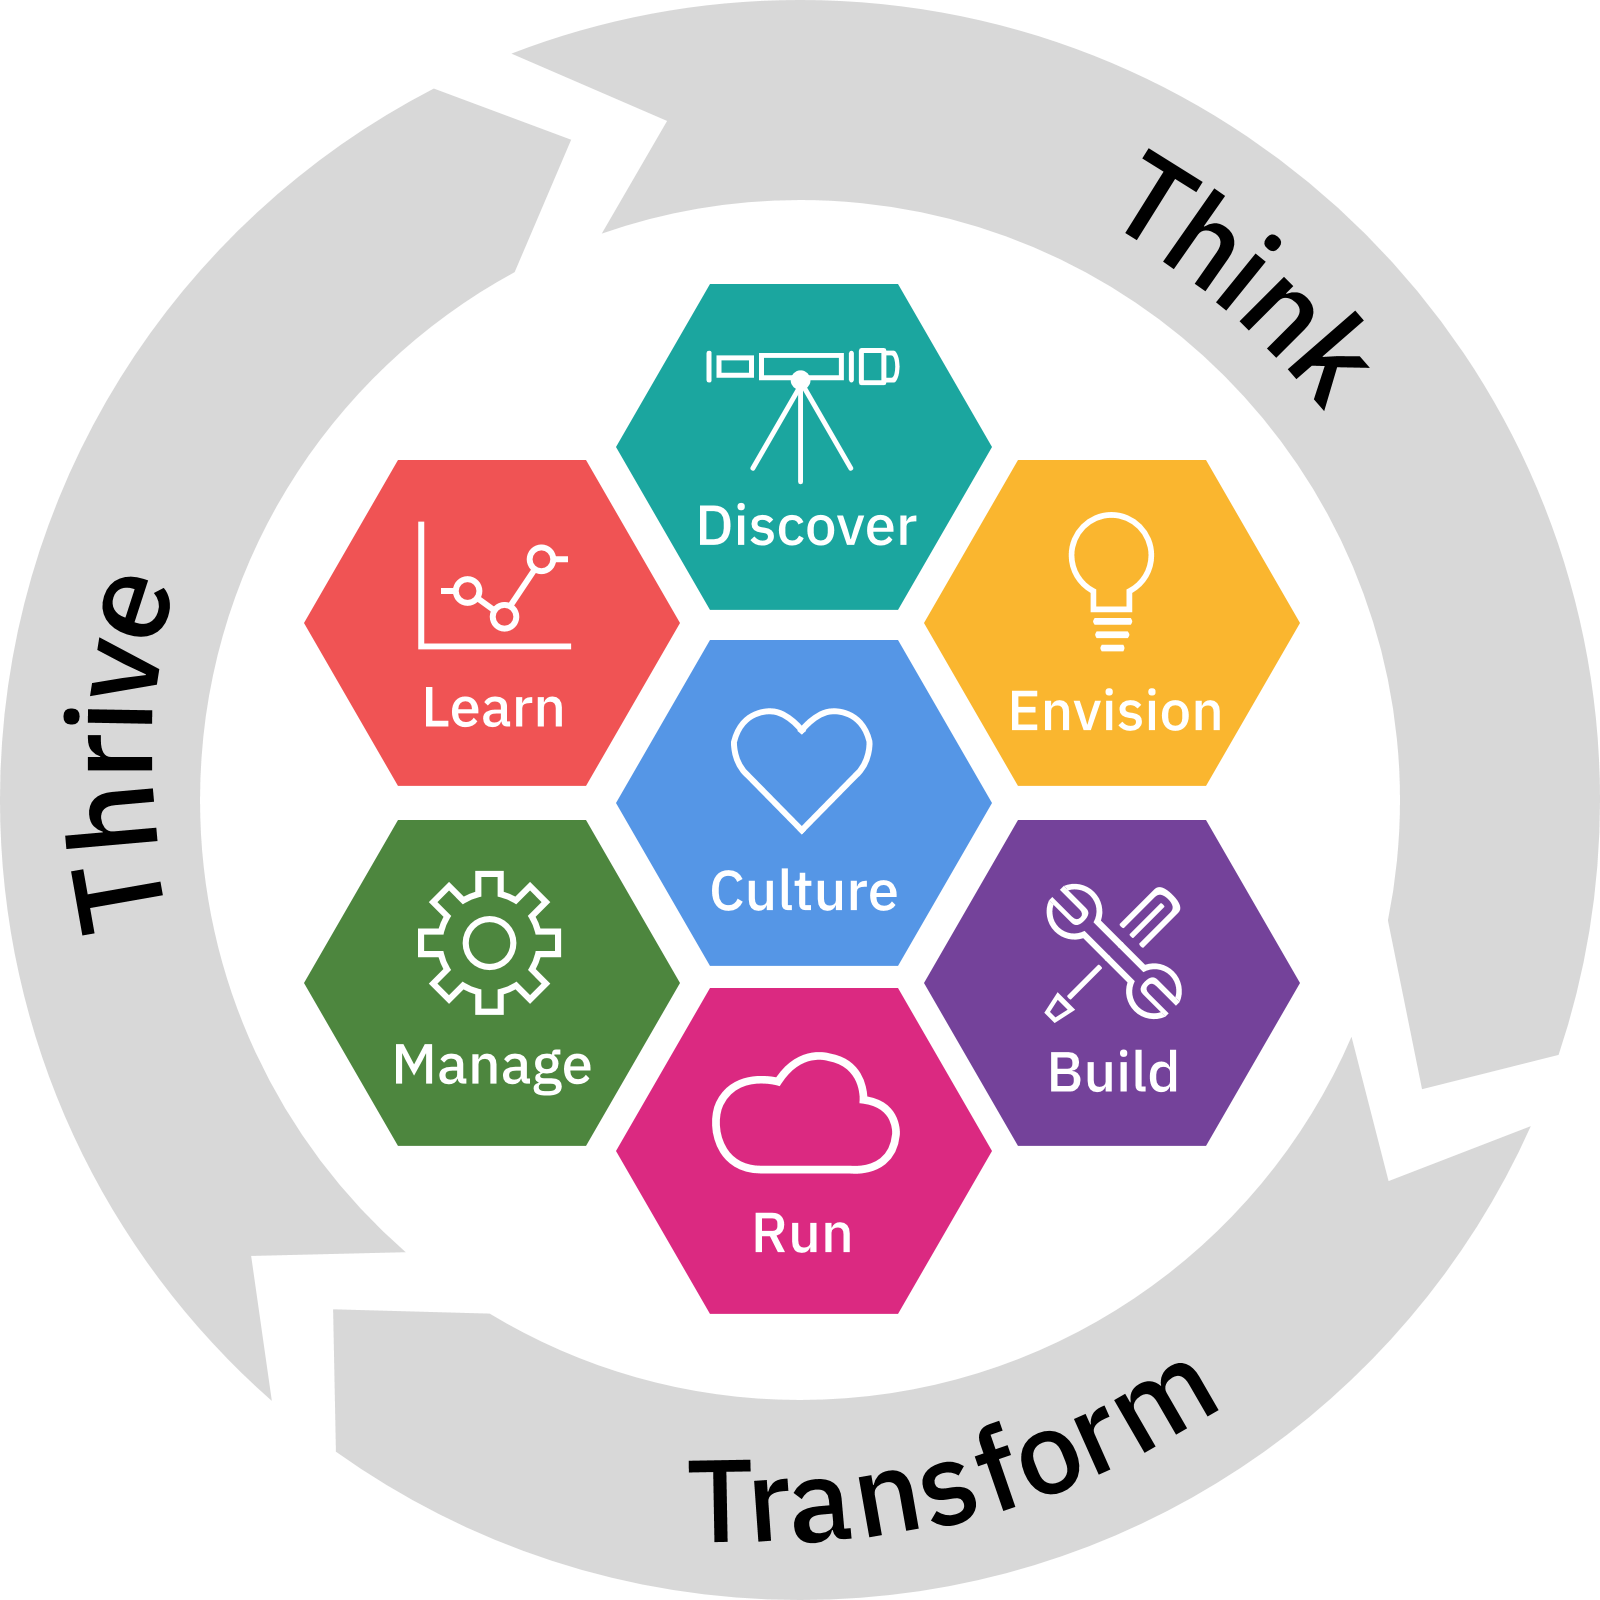 Think
Discover
Learn
Envision
Thrive
Culture
Manage
Build
Run
Transform